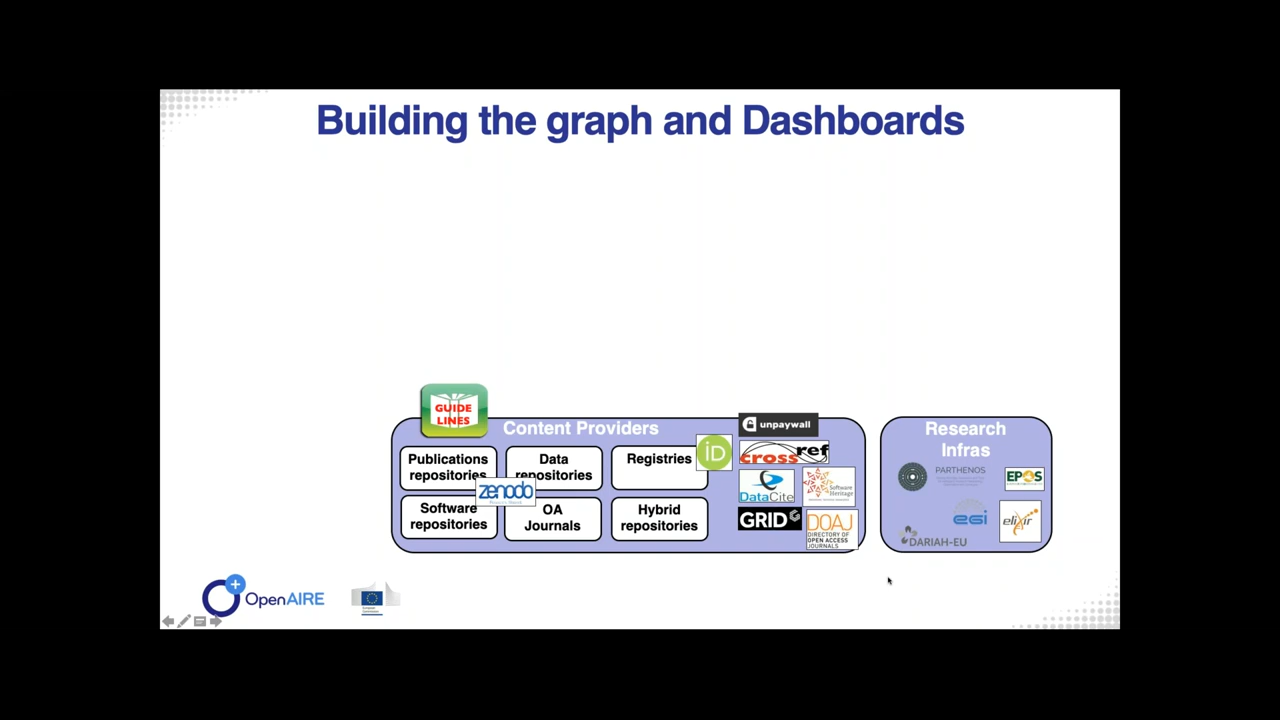 Building the graph and Dashboards
GUIDE
LINES
Content Providers
Publications
repositories
Data
repositories
Registries
zenodo
Software
repositories
OA
Journals
Hybrid
repositories
iD
unpaywall
crossref
DataCite
Software
Heritage
GRID
DOAJ
DIRECTORY OF
OPEN ACCESS
JOURNALS
Research
Infras
PARTHENOS
EPOS
egi
elixir
DARIAH-EU
OpenAIRE